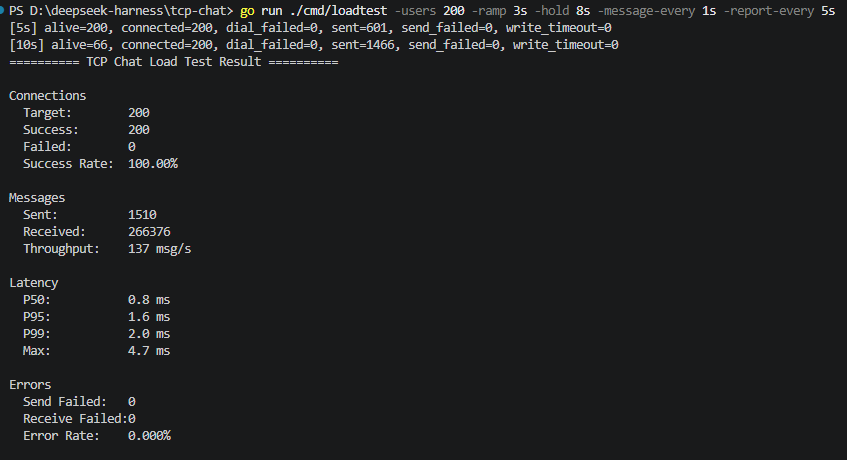 PS D:\deepseek-harness\tcp-chat> go run ./cmd/loadtest -users 200 -ramp 3s -hold 8s -message-every 1s -report-every 5s
[5s] alive=200, connected=200, dial_failed=0, sent=601, send_failed=0, write_timeout=0
[10s] alive=66, connected=200, dial_failed=0, sent=1466, send_failed=0, write_timeout=0
========== TCP Chat Load Test Result ==========
Connections
Target: 200
Success: 200
Failed: 0
Success Rate: 100.00%
Messages
Sent: 1510
Received: 266376
Throughput: 137 msg/s
Latency
P50: 0.8 ms
P95: 1.6 ms
P99: 2.0 ms
Max: 4.7 ms
Errors
Send Failed: 0
Receive Failed:0
Error Rate: 0.000%